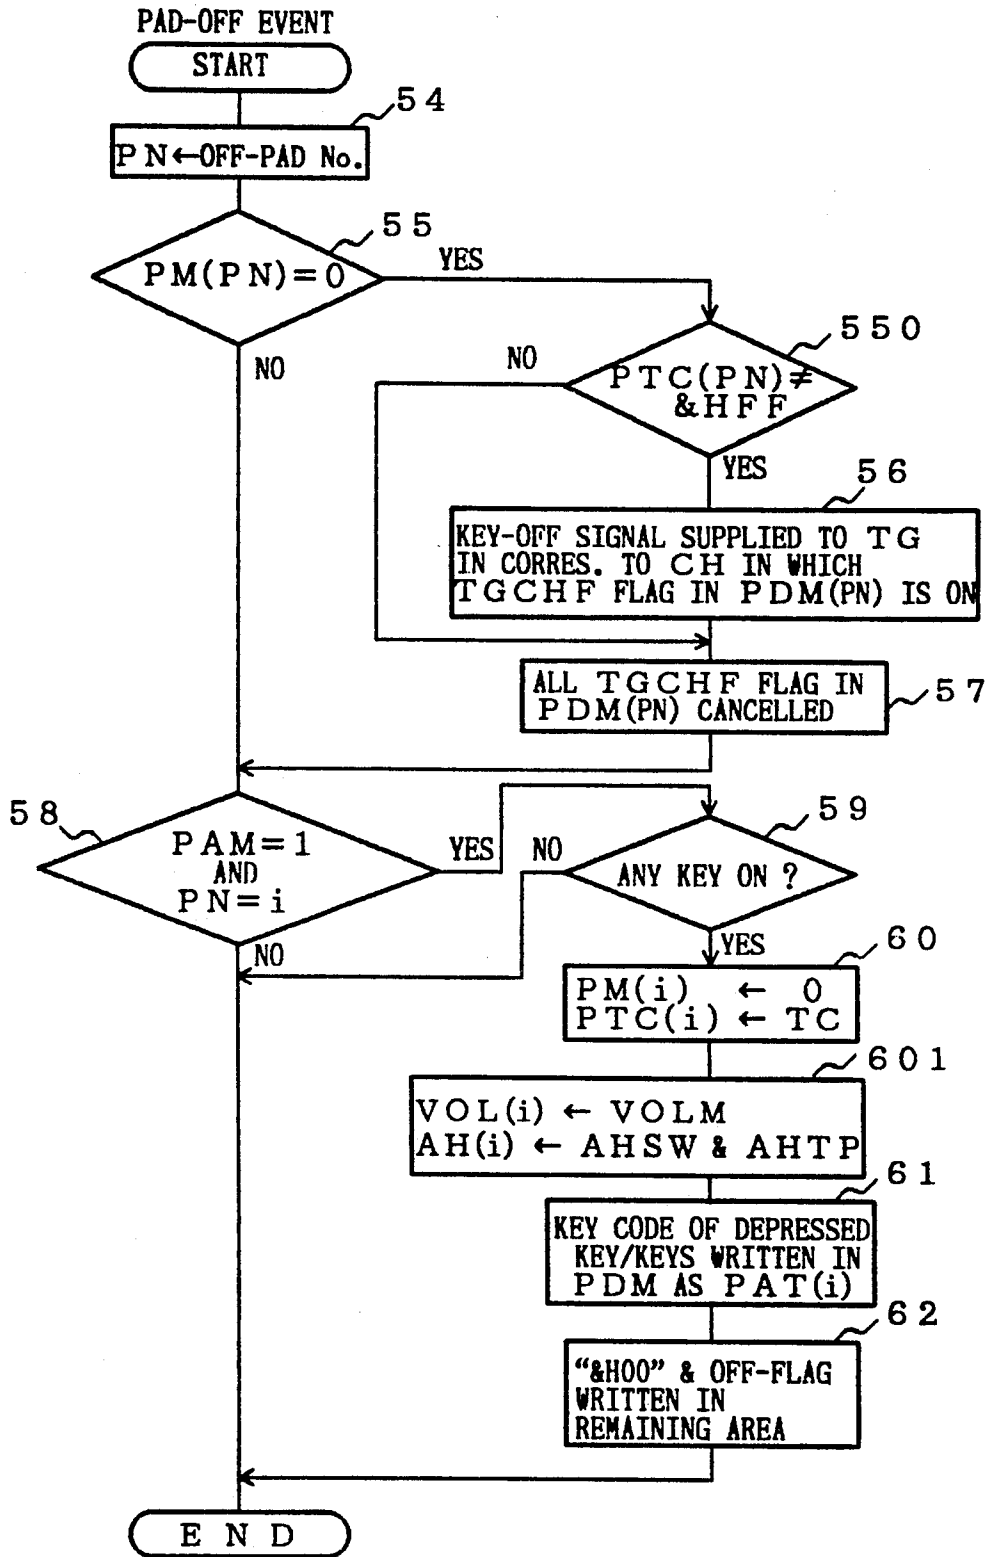 PAD-OFF EVENT
START
54
PN←OFF-PAD No.
55
PM(PN)=0
YES
NO
550
PTC(PN)≠
&HFF
NO
YES
56
KEY-OFF SIGNAL SUPPLIED TO TG
IN CORRES. TO CH IN WHICH
TGCHF FLAG IN PDM(PN) IS ON
ALL TGCHF FLAG IN
PDM(PN) CANCELLED
57
58
PAM=1
AND
PN=i
YES
NO
59
ANY KEY ON ?
NO
YES
60
PM(i) ← 0
PTC(i) ← TC
601
VOL(i) ← VOLM
AH(i) ← AHSW & AHTP
61
KEY CODE OF DEPRESSED
KEY/KEYS WRITTEN IN
PDM AS PAT(i)
62
"&H00" & OFF-FLAG
WRITTEN IN
REMAINING AREA
END